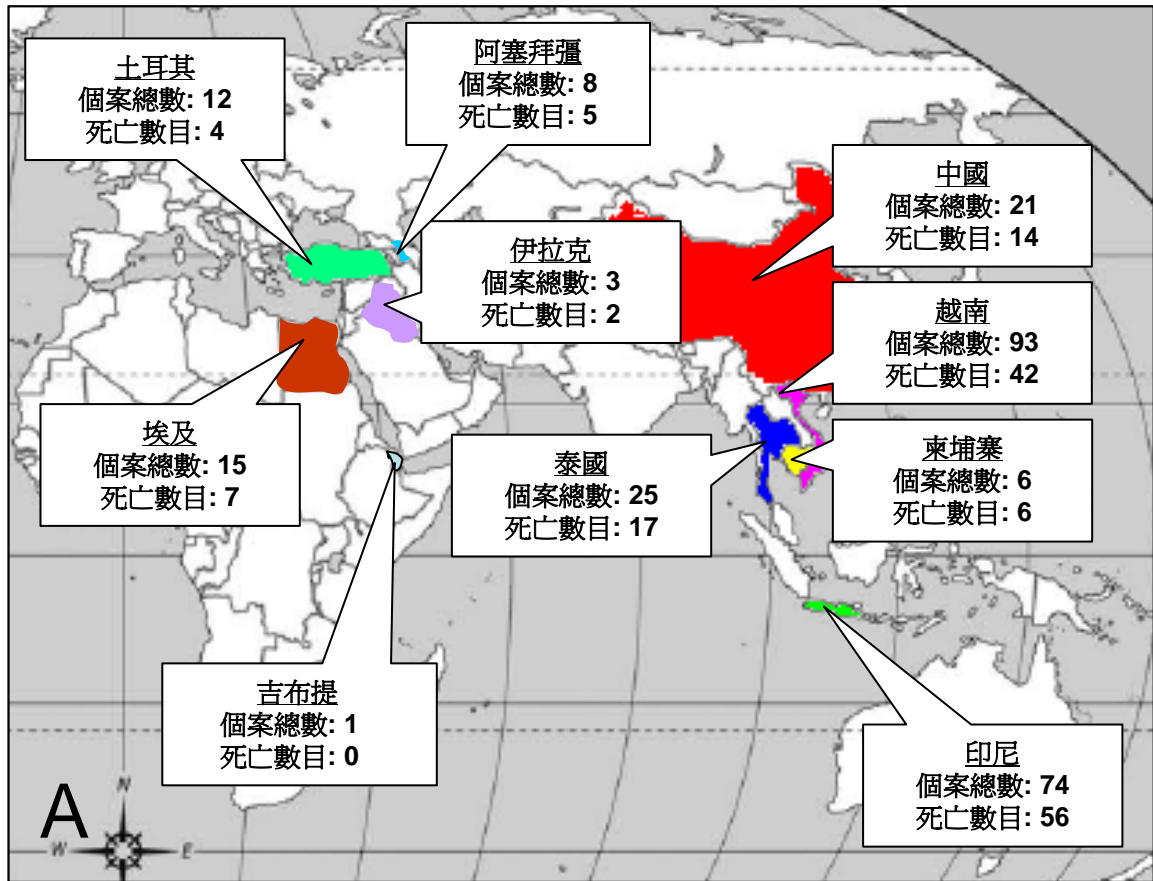 土耳其
個案總數: 12
死亡數目: 4
阿塞拜彊
個案總數: 8
死亡數目: 5
中國
個案總數: 21
死亡數目: 14
伊拉克
個案總數: 3
死亡數目: 2
越南
個案總數: 93
死亡數目: 42
埃及
個案總數: 15
死亡數目: 7
泰國
個案總數: 25
死亡數目: 17
柬埔寨
個案總數: 6
死亡數目: 6
吉布提
個案總數: 1
死亡數目: 0
印尼
個案總數: 74
死亡數目: 56
A
N
W
E